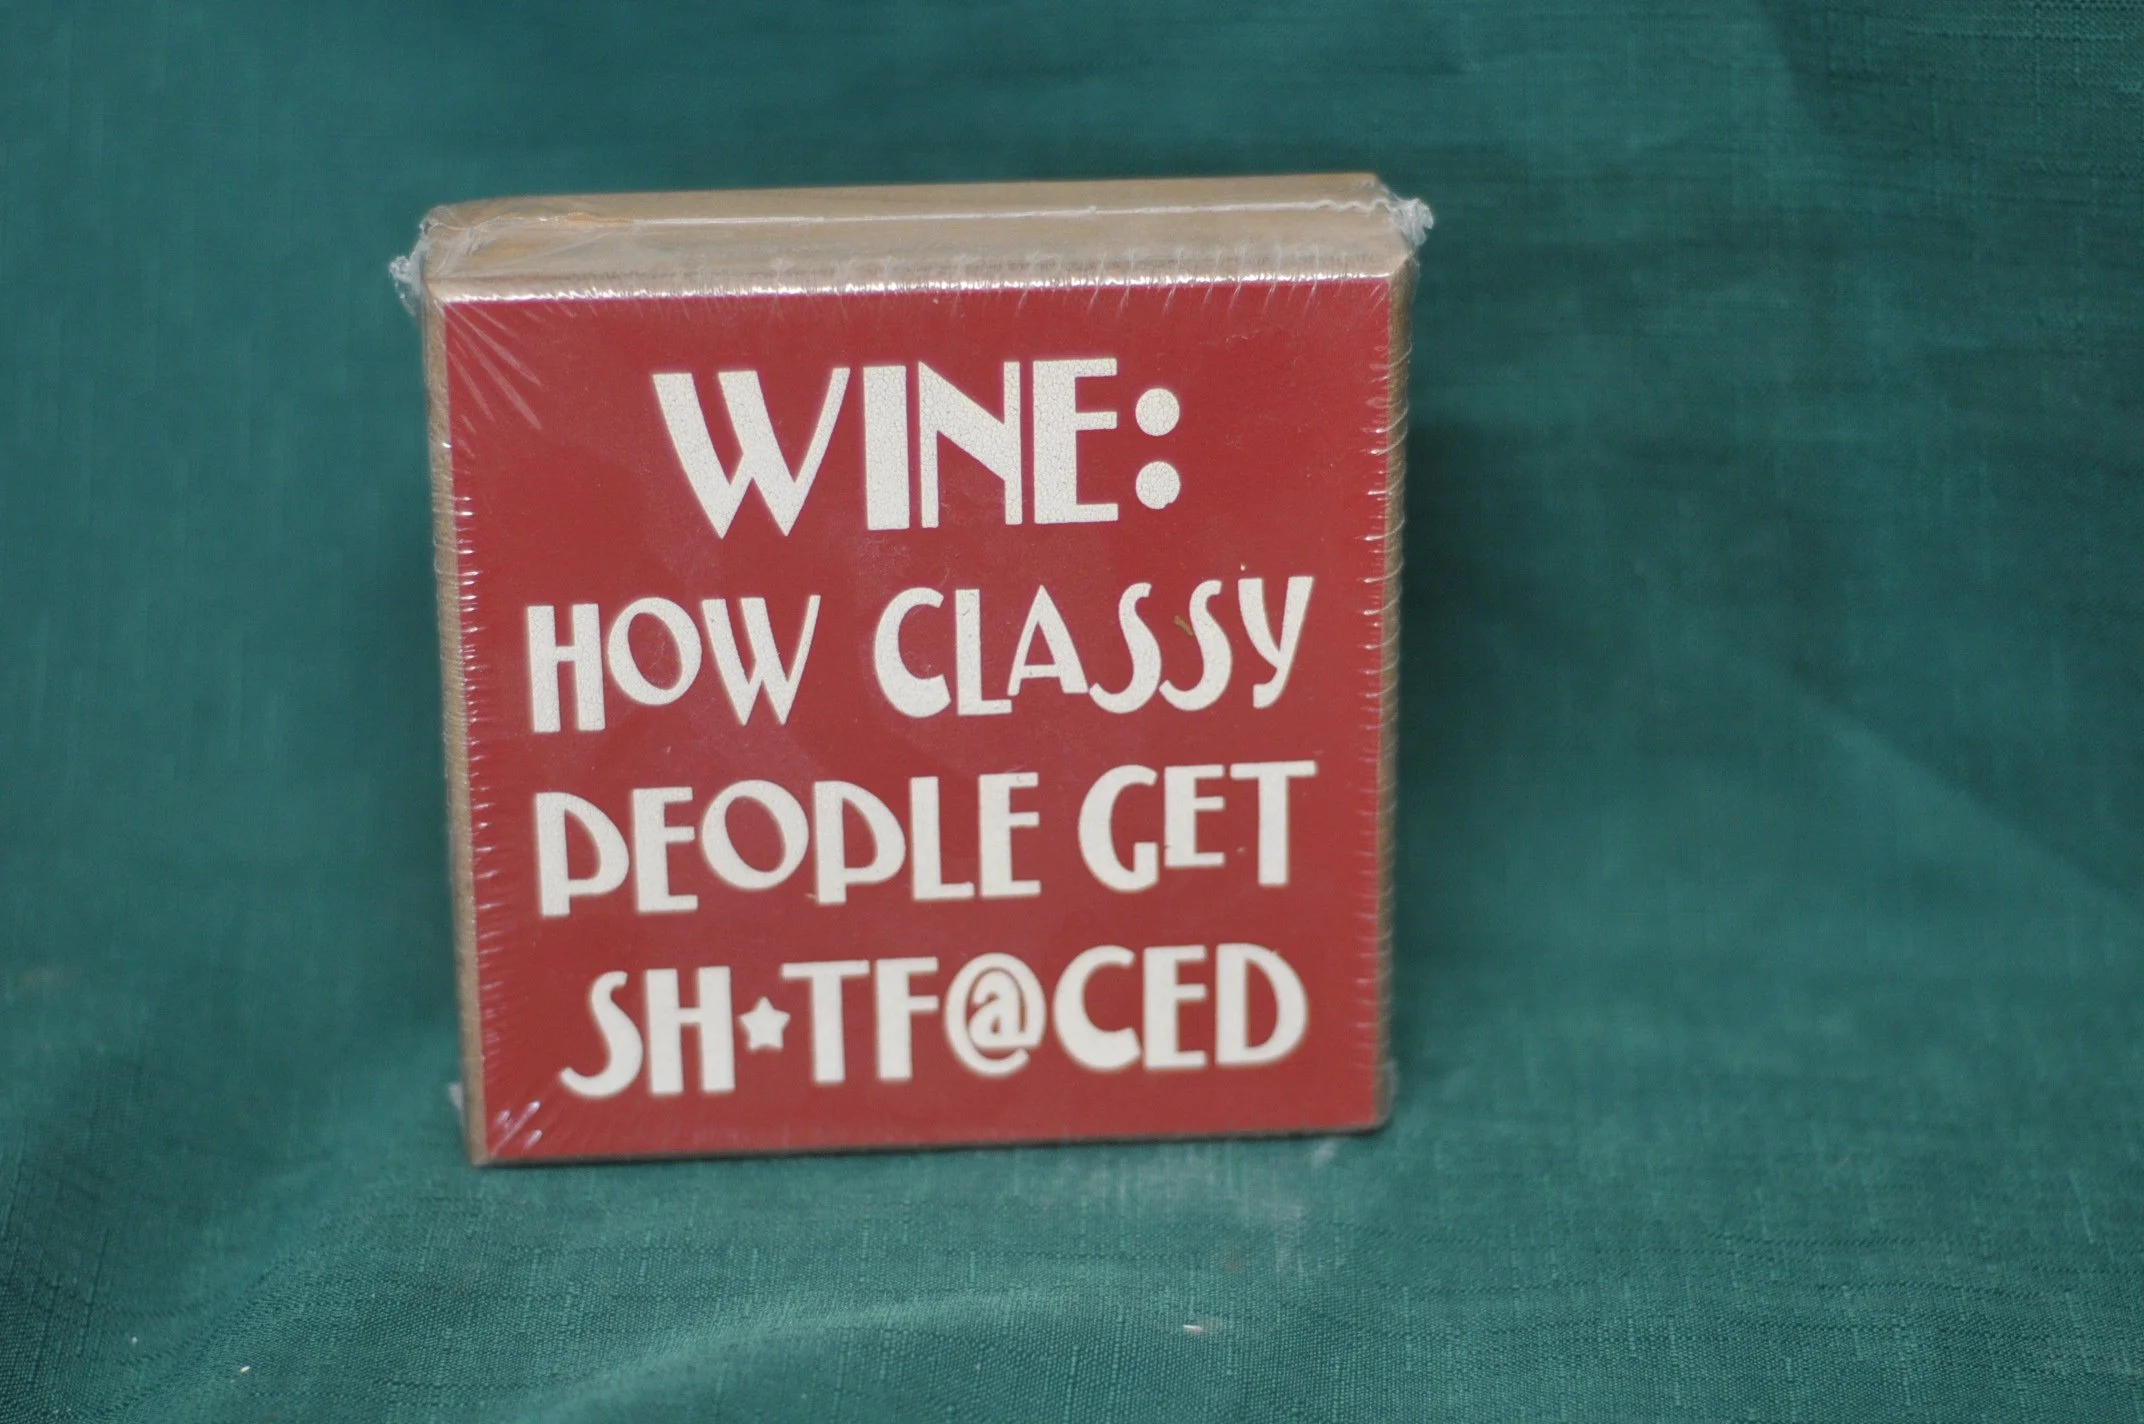 WINE:
HOW CLASSY
PEOPLE GET
SH★TF@CED